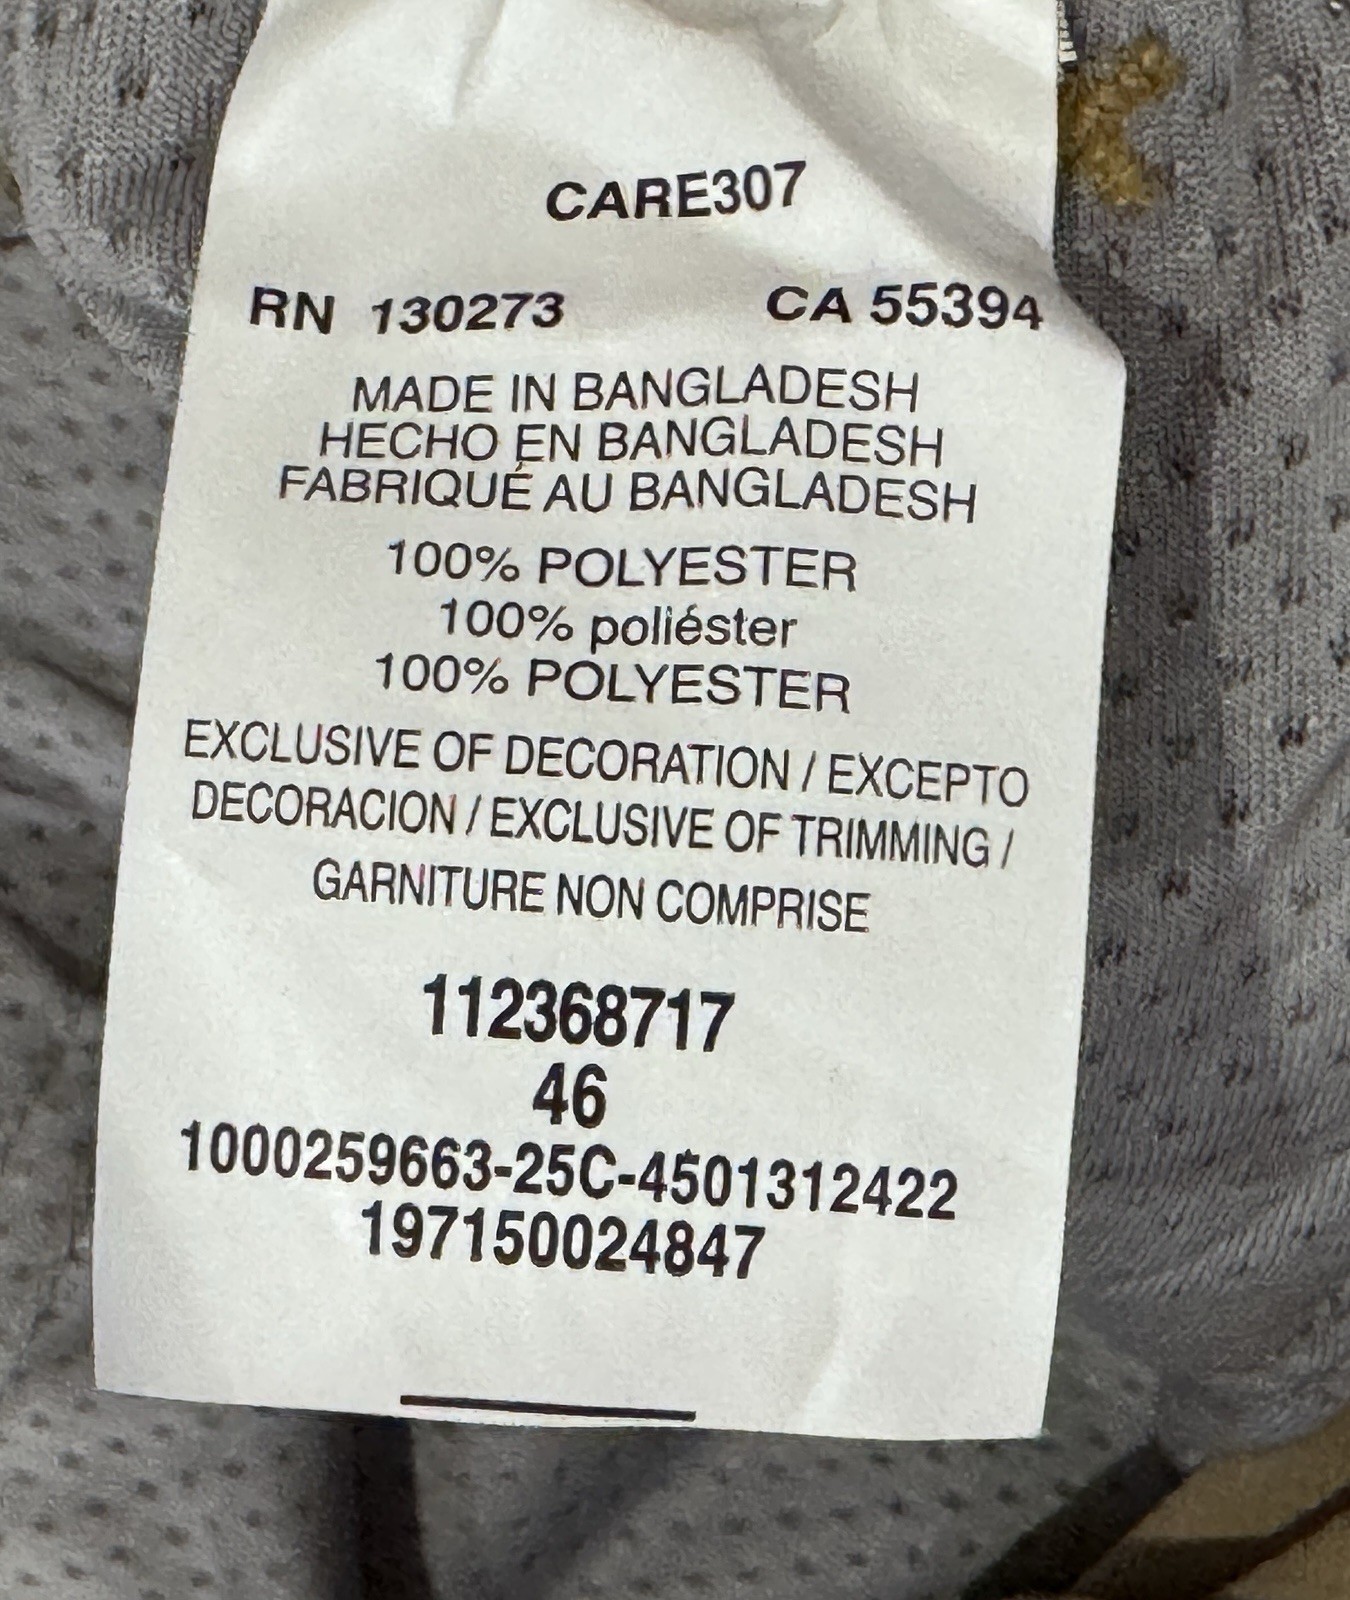 CARE307
RN 130273 CA 55394
MADE IN BANGLADESH
HECHO EN BANGLADESH
FABRIQUÉ AU BANGLADESH
100% POLYESTER
100% poliéster
100% POLYESTER
EXCLUSIVE OF DECORATION / EXCEPTO
DECORACION / EXCLUSIVE OF TRIMMING /
GARNITURE NON COMPRISE
112368717
46
1000259663-25C-4501312422
197150024847